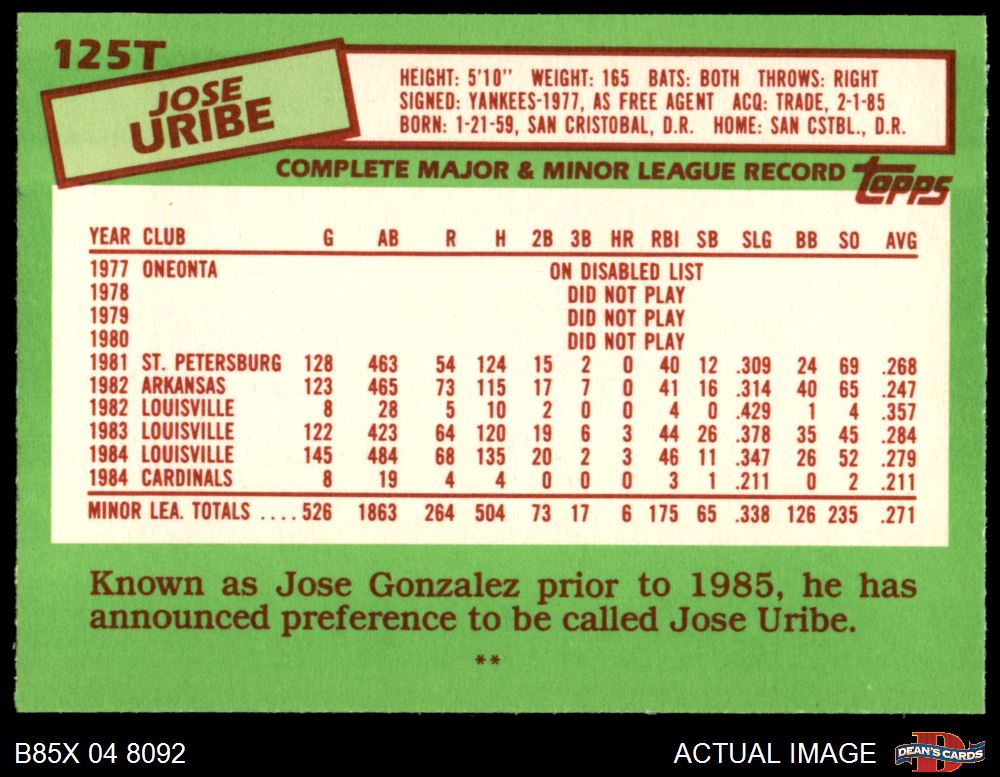 125T
JOSE
URIBE
HEIGHT: 5'10" WEIGHT: 165 BATS: BOTH THROWS: RIGHT
SIGNED: YANKEES-1977, AS FREE AGENT ACQ: TRADE, 2-1-85
BORN: 1-21-59, SAN CRISTOBAL, D.R. HOME: SAN CSTBL., D.R.
COMPLETE MAJOR & MINOR LEAGUE RECORD topps
YEAR CLUB G AB R H 2B 3B HR RBI SB SLG BB SO AVG
1977 ONEONTA ON DISABLED LIST
1978 DID NOT PLAY
1979 DID NOT PLAY
1980 DID NOT PLAY
1981 ST. PETERSBURG 128 463 54 124 15 2 0 40 12 .309 24 69 .268
1982 ARKANSAS 123 465 73 115 17 7 0 41 16 .314 40 65 .247
1982 LOUISVILLE 8 28 5 10 2 0 0 4 0 .429 1 4 .357
1983 LOUISVILLE 122 423 64 120 19 6 3 44 26 .378 35 45 .284
1984 LOUISVILLE 145 484 68 135 20 2 3 46 11 .347 26 52 .279
1984 CARDINALS 8 19 4 4 0 0 0 3 1 .211 0 2 .211
MINOR LEA. TOTALS .... 526 1863 264 504 73 17 6 175 65 .338 126 235 .271
Known as Jose Gonzalez prior to 1985, he has
announced preference to be called Jose Uribe.
**
B85X 04 8092 ACTUAL IMAGE D DEAN'S CARDS